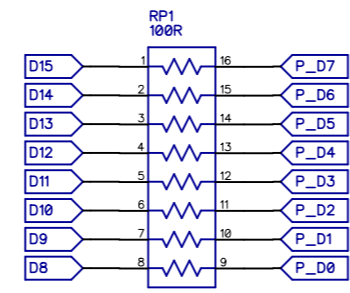 RP1
100R
D15 1 16 P_D7
D14 2 15 P_D6
D13 3 14 P_D5
D12 4 13 P_D4
D11 5 12 P_D3
D10 6 11 P_D2
D9 7 10 P_D1
D8 8 9 P_D0